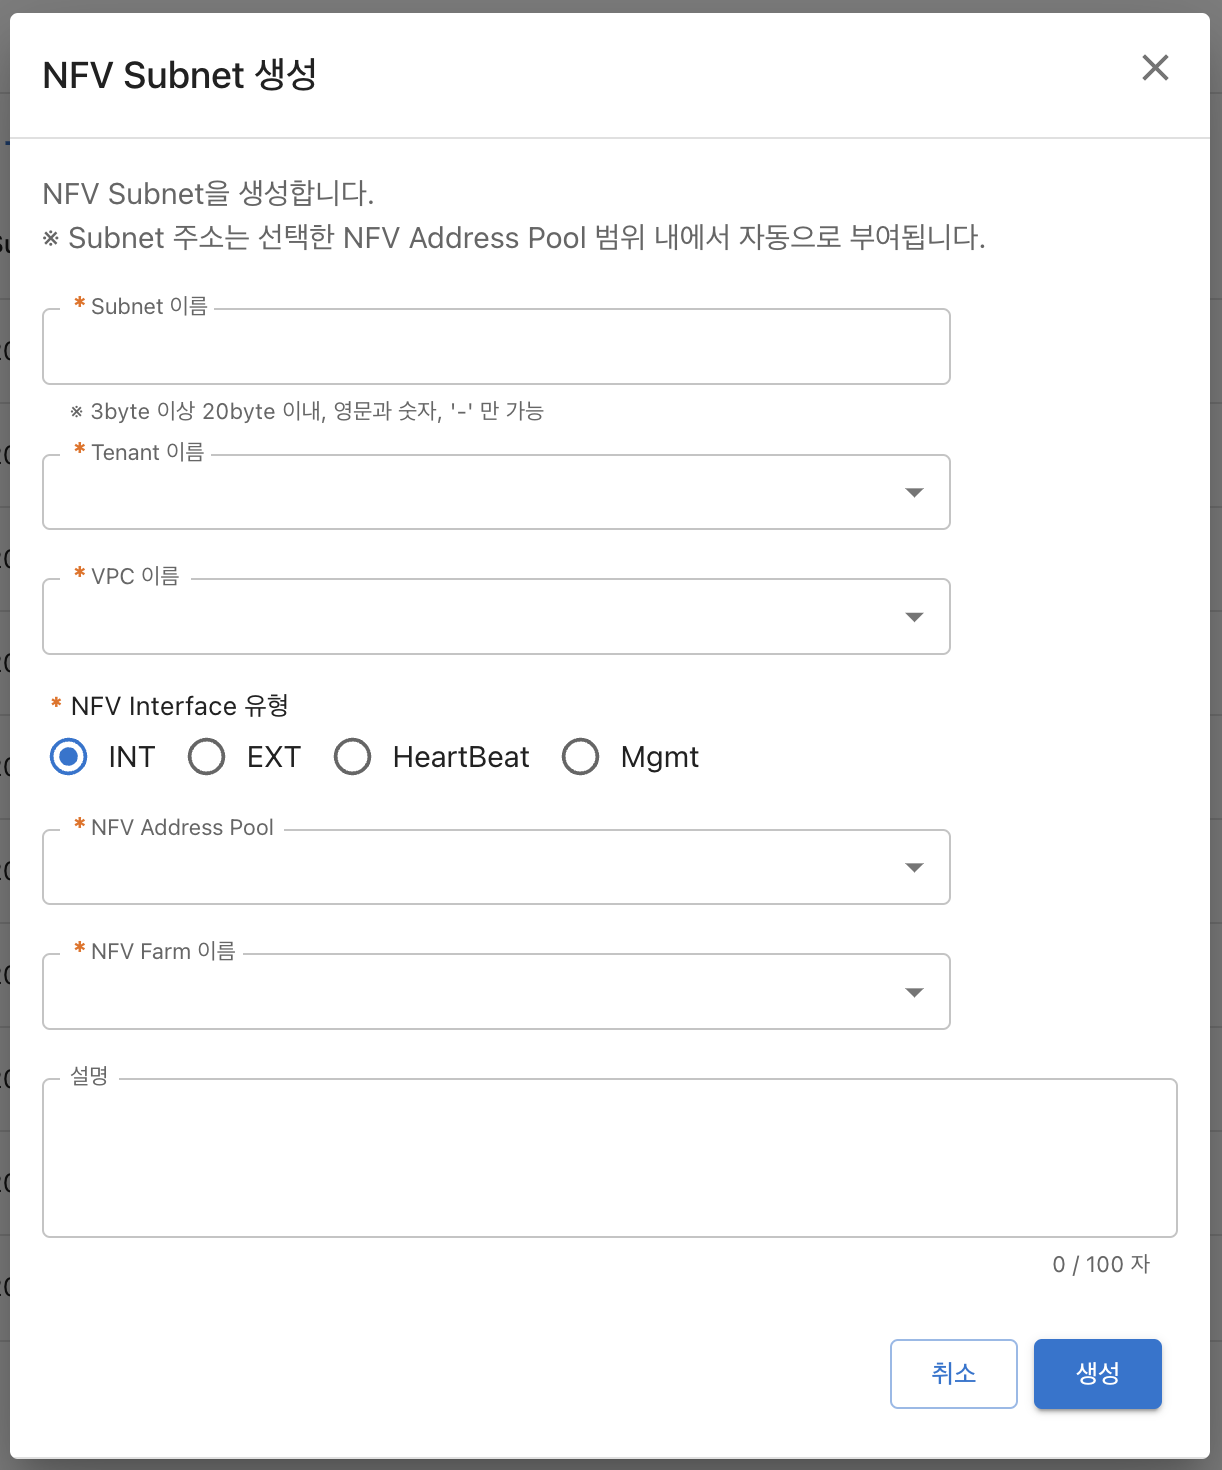 NFV Subnet 생성
NFV Subnet을 생성합니다.
※ Subnet 주소는 선택한 NFV Address Pool 범위 내에서 자동으로 부여됩니다.
* Subnet 이름
※ 3byte 이상 20byte 이내, 영문과 숫자, '-' 만 가능
* Tenant 이름
* VPC 이름
* NFV Interface 유형
INT EXT HeartBeat Mgmt
* NFV Address Pool
* NFV Farm 이름
설명
0 / 100 자
취소 생성